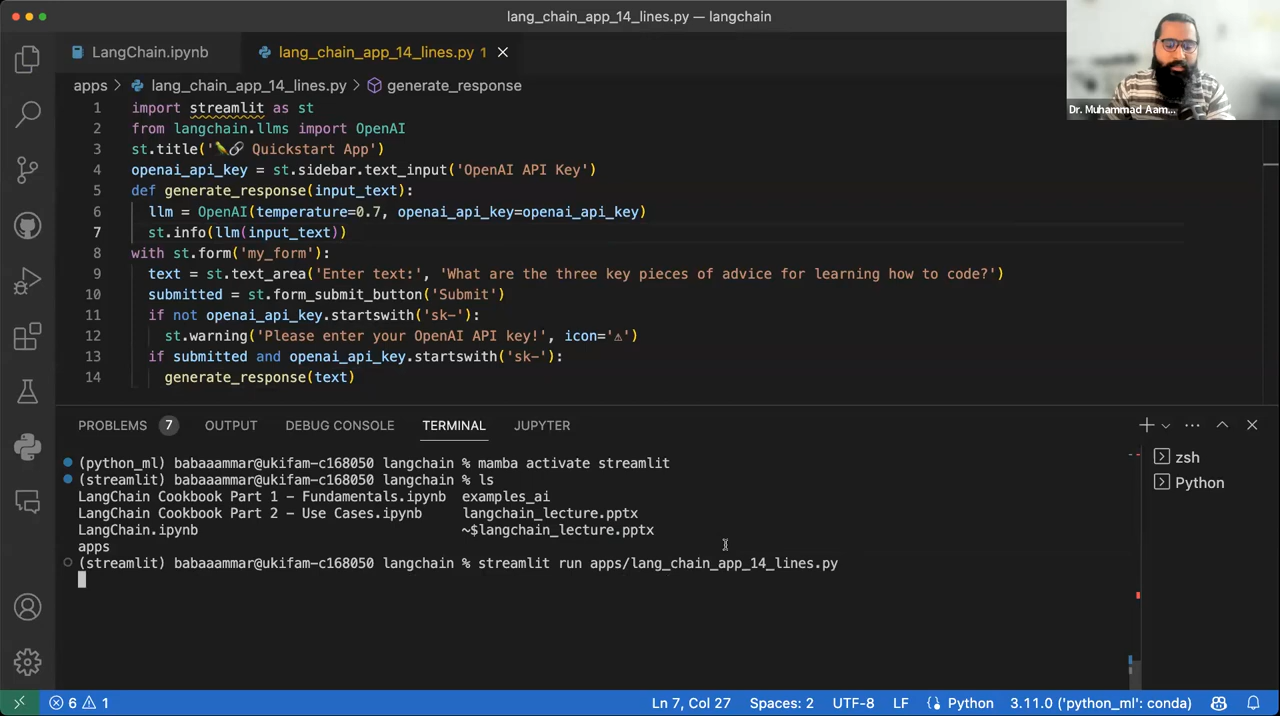 lang_chain_app_14_lines.py — langchain
LangChain.ipynb
lang_chain_app_14_lines.py 1
apps > lang_chain_app_14_lines.py > generate_response
1 import streamlit as st
2 from langchain.llms import OpenAI
3 st.title('🦜🔗 Quickstart App')
4 openai_api_key = st.sidebar.text_input('OpenAI API Key')
5 def generate_response(input_text):
6 llm = OpenAI(temperature=0.7, openai_api_key=openai_api_key)
7 st.info(llm(input_text))
8 with st.form('my_form'):
9 text = st.text_area('Enter text:', 'What are the three key pieces of advice for learning how to code?')
10 submitted = st.form_submit_button('Submit')
11 if not openai_api_key.startswith('sk-'):
12 st.warning('Please enter your OpenAI API key!', icon='⚠')
13 if submitted and openai_api_key.startswith('sk-'):
14 generate_response(text)
Dr. Muhammad Aam...
PROBLEMS 7 OUTPUT DEBUG CONSOLE TERMINAL JUPYTER
(python_ml) babaaammar@ukifam-c168050 langchain % mamba activate streamlit
(streamlit) babaaammar@ukifam-c168050 langchain % ls
LangChain Cookbook Part 1 - Fundamentals.ipynb examples_ai
LangChain Cookbook Part 2 - Use Cases.ipynb langchain_lecture.pptx
LangChain.ipynb ~$langchain_lecture.pptx
apps
(streamlit) babaaammar@ukifam-c168050 langchain % streamlit run apps/lang_chain_app_14_lines.py
zsh
Python
6 1 Ln 7, Col 27 Spaces: 2 UTF-8 LF Python 3.11.0 ('python_ml': conda)